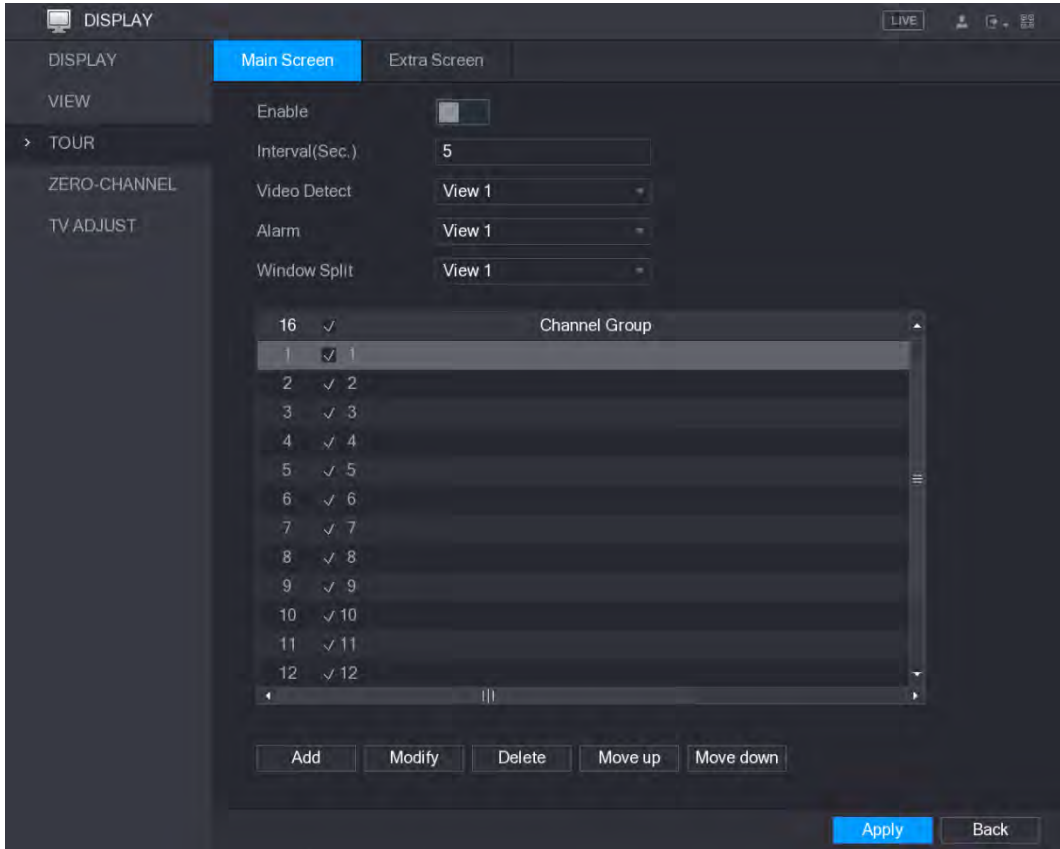 DISPLAY LIVE
DISPLAY
VIEW
TOUR
ZERO-CHANNEL
TV ADJUST
Main Screen Extra Screen
Enable
Interval(Sec.) 5
Video Detect View 1
Alarm View 1
Window Split View 1
16 Channel Group
1 1
2 2
3 3
4 4
5 5
6 6
7 7
8 8
9 9
10 10
11 11
12 12
Add Modify Delete Move up Move down
Apply Back